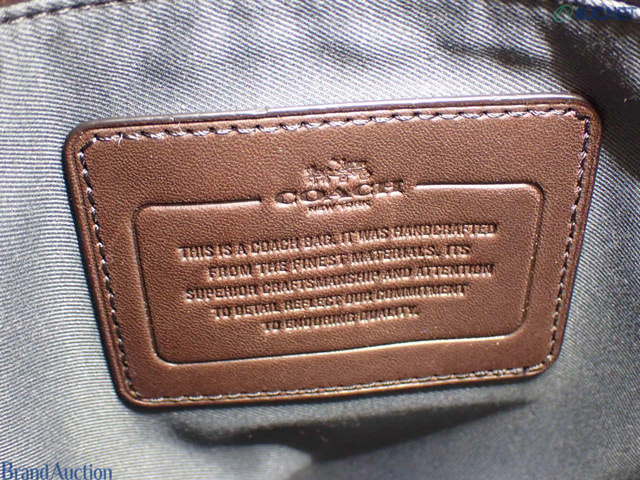 COACH
NEW YORK
THIS IS A COACH BAG. IT WAS HANDCRAFTED
FROM THE FINEST MATERIALS. ITS
SUPERIOR CRAFTSMANSHIP AND ATTENTION
TO DETAIL REFLECT OUR COMMITMENT
TO ENDURING QUALITY.
Brand Auction